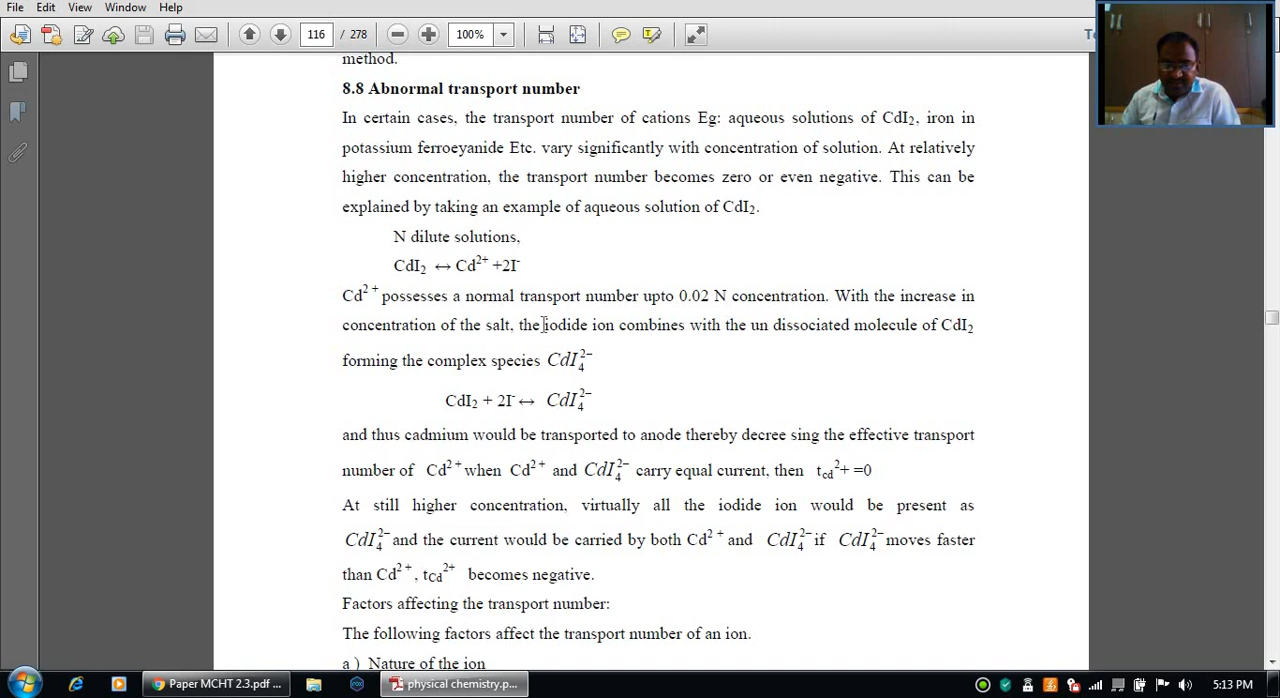 File Edit View Window Help
116 / 278 100%
method.
8.8 Abnormal transport number
In certain cases, the transport number of cations Eg: aqueous solutions of CdI2, iron in
potassium ferroeyanide Etc. vary significantly with concentration of solution. At relatively
higher concentration, the transport number becomes zero or even negative. This can be
explained by taking an example of aqueous solution of CdI2.
N dilute solutions,
CdI₂ ↔ Cd²⁺ +2I⁻
Cd²⁺ possesses a normal transport number upto 0.02 N concentration. With the increase in
concentration of the salt, the iodide ion combines with the un dissociated molecule of CdI₂
forming the complex species CdI₄²⁻
CdI₂ + 2I⁻ ↔ CdI₄²⁻
and thus cadmium would be transported to anode thereby decree sing the effective transport
number of Cd²⁺ when Cd²⁺ and CdI₄²⁻ carry equal current, then t_cd²+ =0
At still higher concentration, virtually all the iodide ion would be present as
CdI₄²⁻ and the current would be carried by both Cd²⁺ and CdI₄²⁻ if CdI₄²⁻ moves faster
than Cd²⁺, t_Cd²⁺ becomes negative.
Factors affecting the transport number:
The following factors affect the transport number of an ion.
a ) Nature of the ion
Paper MCHT 2.3.pdf ... physical chemistry.p... 5:13 PM